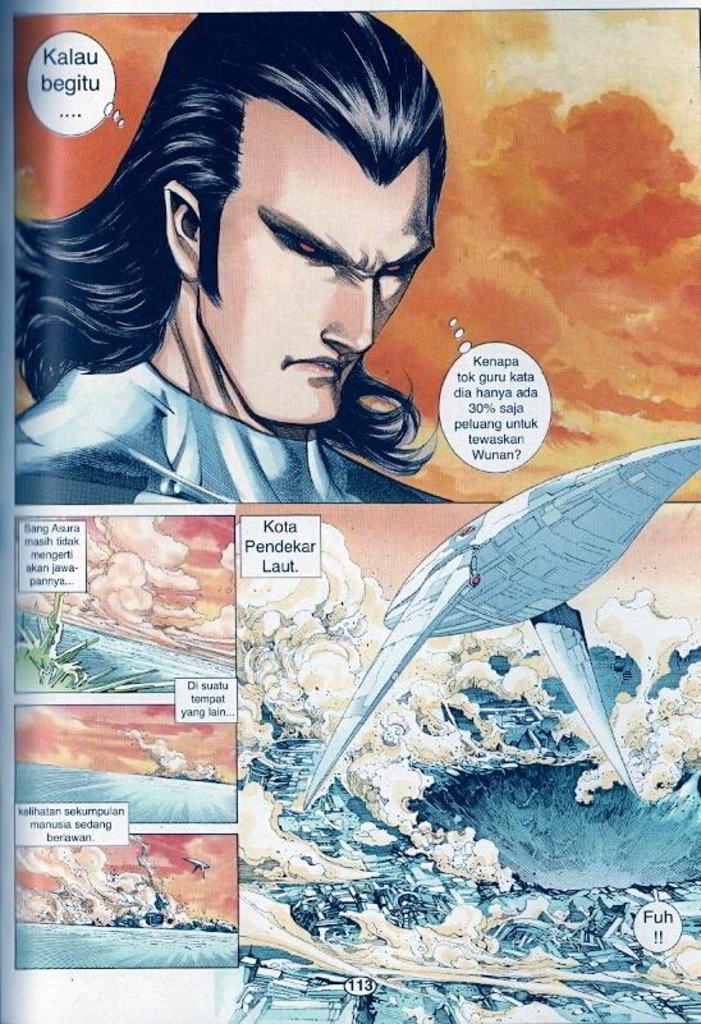 Kalau
begitu
....
Kenapa
tok guru kata
dia hanya ada
30% saja
peluang untuk
tewaskan
Wunan?
Sang Asura
masih tidak
mengerti
akan jawa-
pannya...
Di suatu
tempat
yang lain...
kelihatan sekumpulan
manusia sedang
berlawan.
Kota
Pendekar
Laut.
Fuh
!!
113